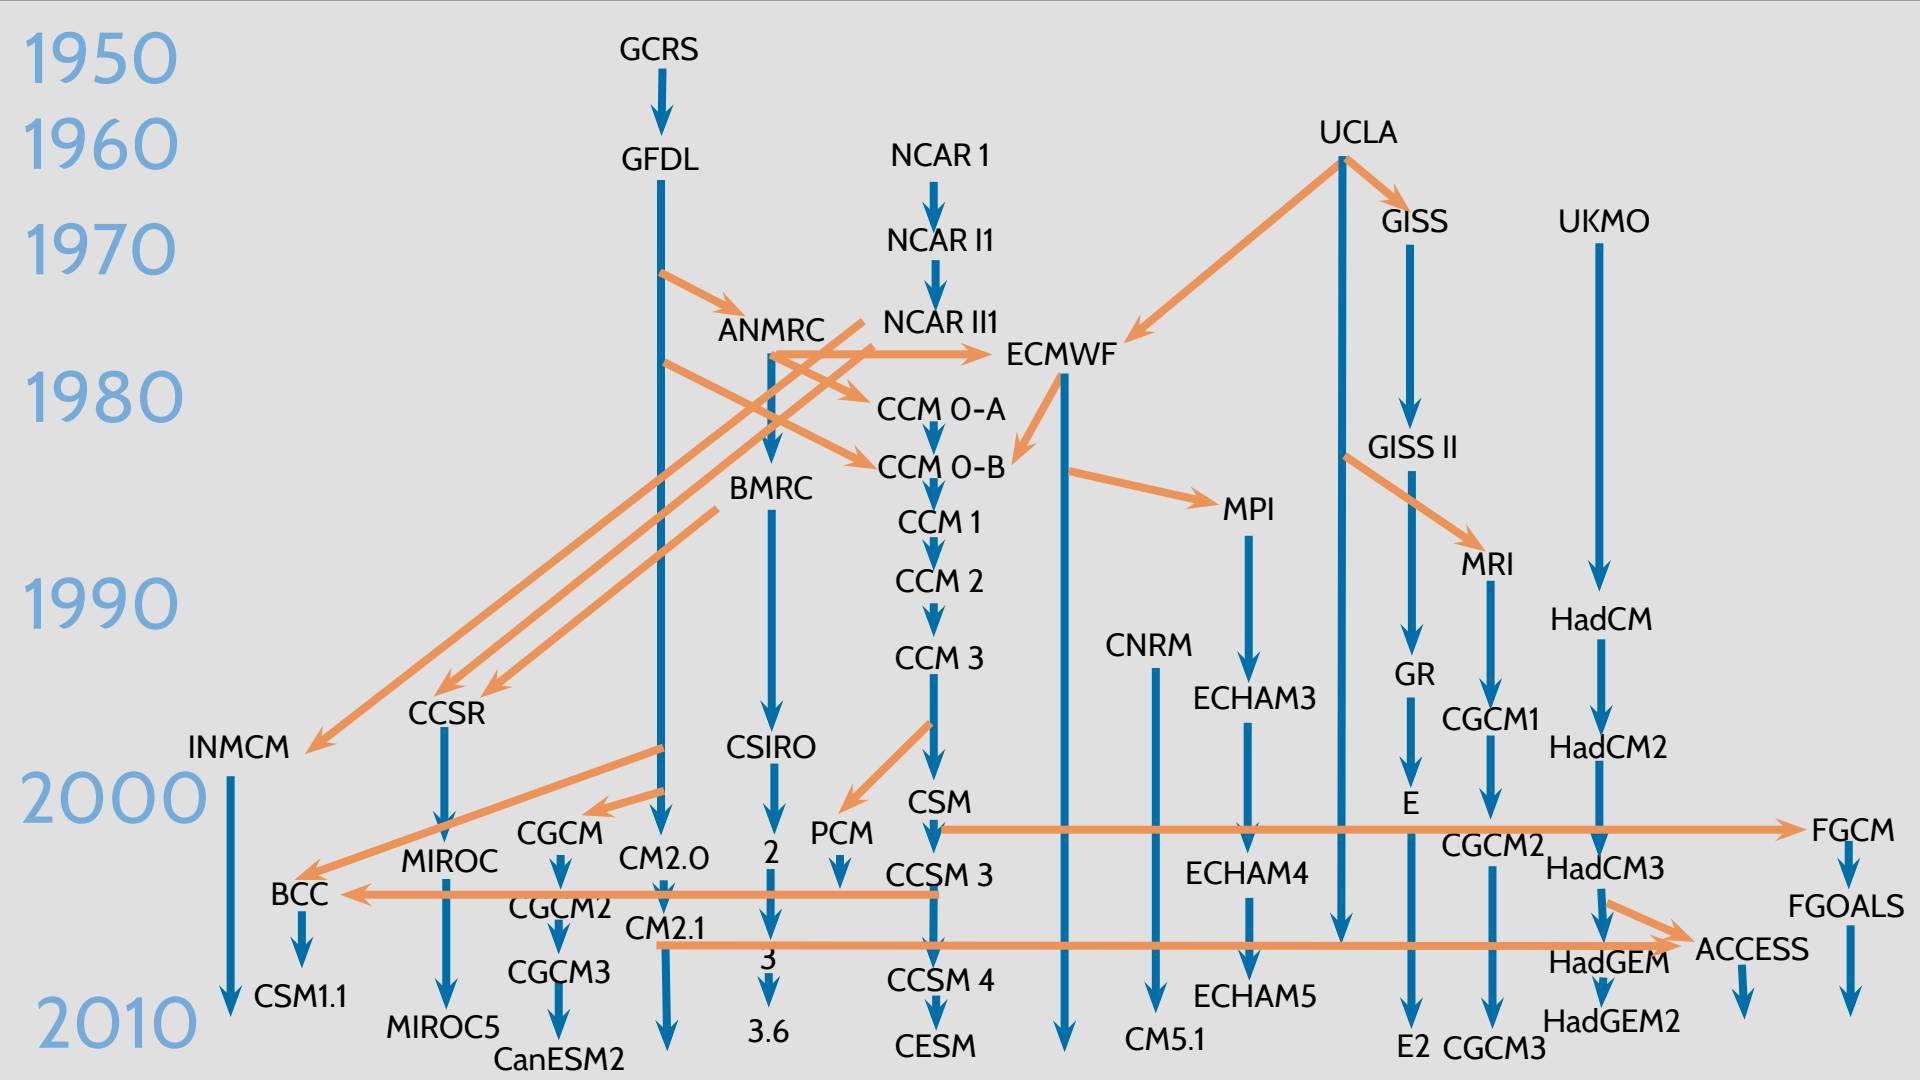 1950
GCRS
1960
UCLA
NCAR 1
GFDL
1970
GISS
UKMO
NCAR I1
NCAR II1
ANMRC
ECMWF
1980
CCM 0-A
GISS II
CCM 0-B
BMRC
MPI
CCM 1
MRI
CCM 2
1990
HadCM
CNRM
CCM 3
GR
ECHAM3
CCSR
CGCM1
INMCM
CSIRO
HadCM2
2000
CSM
E
CGCM
PCM
FGCM
CGCM2
2
CM2.0
MIROC
HadCM3
ECHAM4
CCSM 3
BCC
CGCM2
FGOALS
CM2.1
ACCESS
3
HadGEM
CGCM3
CCSM 4
CSM1.1
ECHAM5
2010
HadGEM2
MIROC5
3.6
CM5.1
CESM
E2
CGCM3
CanESM2